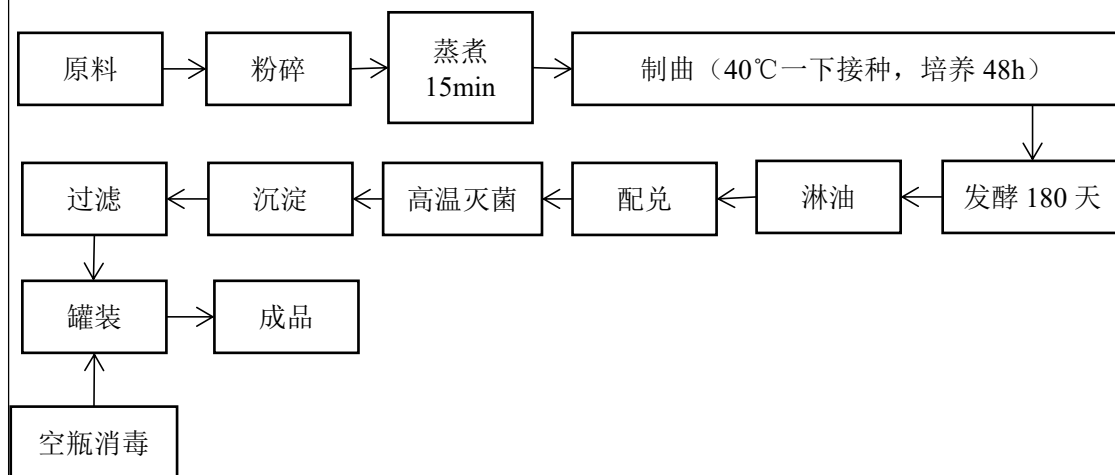 原料
粉碎
蒸煮
15min
制曲（40℃一下接种，培养 48h）
发酵 180 天
淋油
配兑
高温灭菌
沉淀
过滤
罐装
成品
空瓶消毒